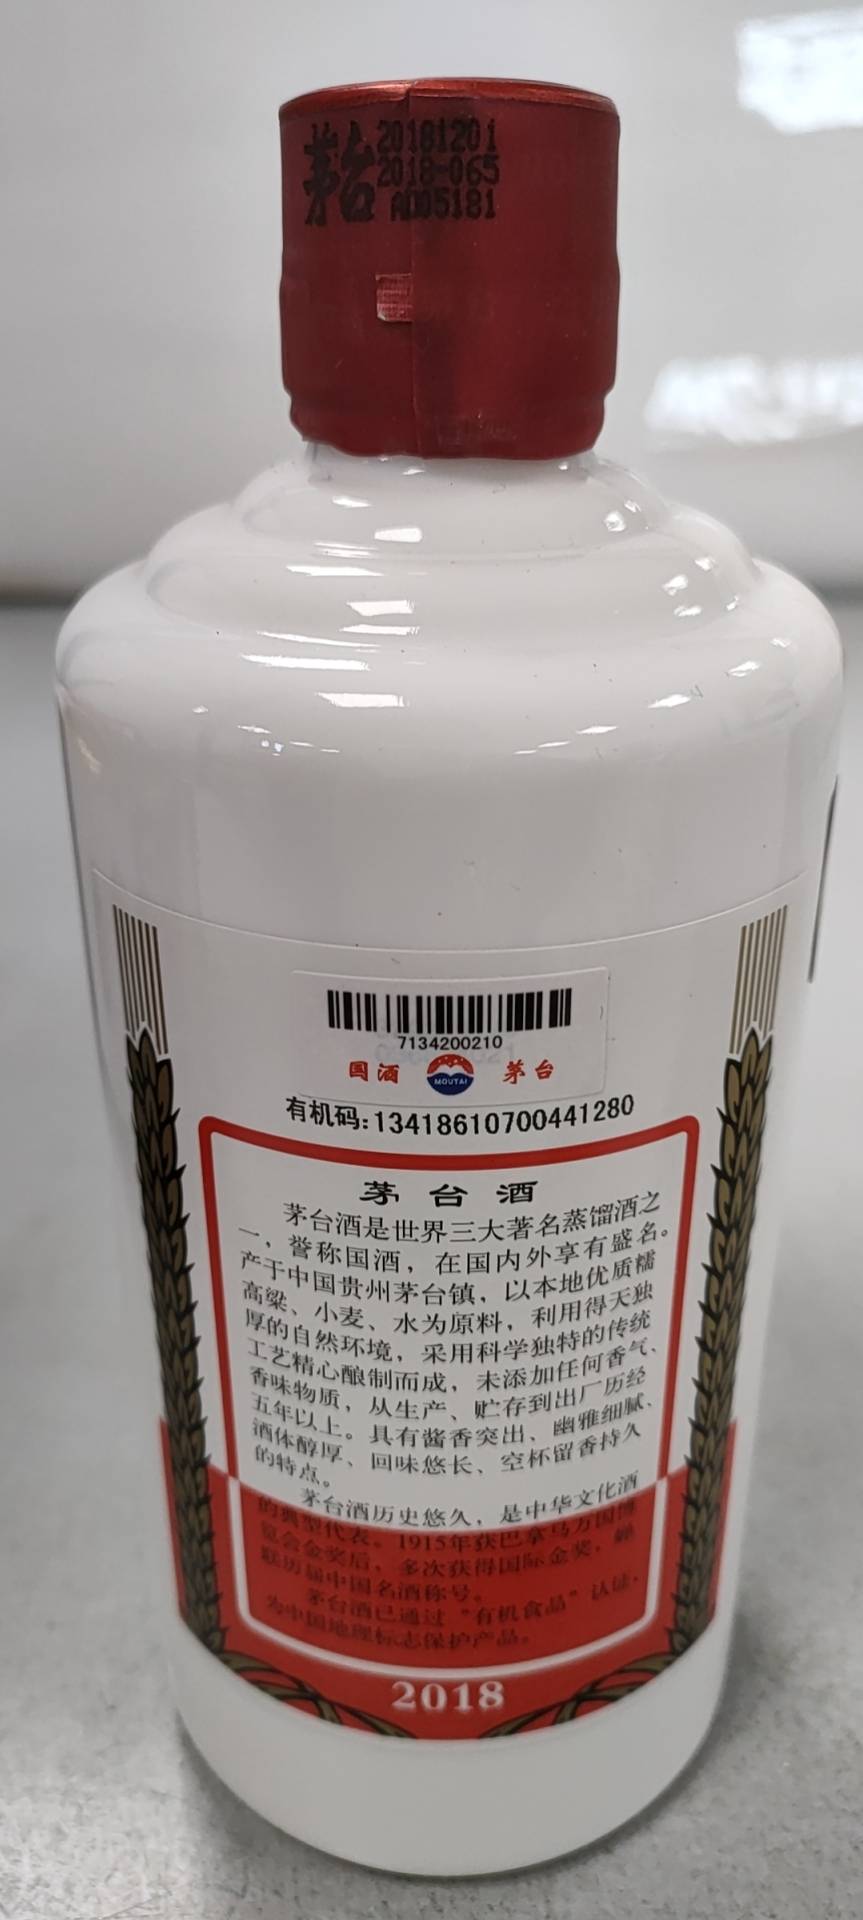 茅台
20181201
2018-065
A005181
7134200210
国酒 MOUTAI 茅台
有机码:13418610700441280
茅台酒
茅台酒是世界三大著名蒸馏酒之
一，誉称国酒，在国内外享有盛名。
产于中国贵州茅台镇，以本地优质糯
高粱、小麦、水为原料，利用得天独
厚的自然环境，采用科学独特的传统
工艺精心酿制而成，未添加任何香气、
香味物质，从生产、贮存到出厂历经
五年以上。具有酱香突出、幽雅细腻、
酒体醇厚、回味悠长、空杯留香持久
的特点。
茅台酒历史悠久，是中华文化酒
的典型代表。1915年获巴拿马万国博
览会金奖后，多次获得国际金奖，蝉
联历届中国名酒称号。
茅台酒已通过“有机食品”认证，
为中国地理标志保护产品。
2018